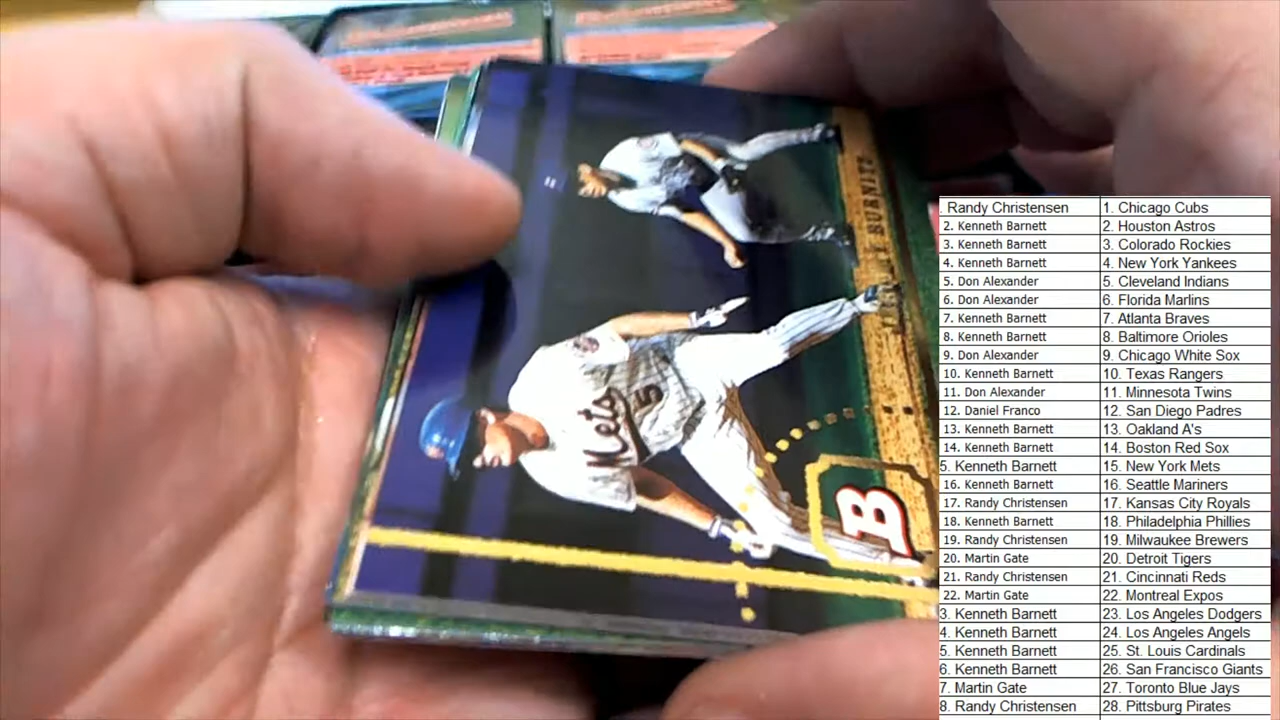 BURNITZ
Mets
5
B
. Randy Christensen 1. Chicago Cubs
2. Kenneth Barnett 2. Houston Astros
3. Kenneth Barnett 3. Colorado Rockies
4. Kenneth Barnett 4. New York Yankees
5. Don Alexander 5. Cleveland Indians
6. Don Alexander 6. Florida Marlins
7. Kenneth Barnett 7. Atlanta Braves
8. Kenneth Barnett 8. Baltimore Orioles
9. Don Alexander 9. Chicago White Sox
10. Kenneth Barnett 10. Texas Rangers
11. Don Alexander 11. Minnesota Twins
12. Daniel Franco 12. San Diego Padres
13. Kenneth Barnett 13. Oakland A's
14. Kenneth Barnett 14. Boston Red Sox
5. Kenneth Barnett 15. New York Mets
16. Kenneth Barnett 16. Seattle Mariners
17. Randy Christensen 17. Kansas City Royals
18. Kenneth Barnett 18. Philadelphia Phillies
19. Randy Christensen 19. Milwaukee Brewers
20. Martin Gate 20. Detroit Tigers
21. Randy Christensen 21. Cincinnati Reds
22. Martin Gate 22. Montreal Expos
3. Kenneth Barnett 23. Los Angeles Dodgers
4. Kenneth Barnett 24. Los Angeles Angels
5. Kenneth Barnett 25. St. Louis Cardinals
6. Kenneth Barnett 26. San Francisco Giants
7. Martin Gate 27. Toronto Blue Jays
8. Randy Christensen 28. Pittsburg Pirates